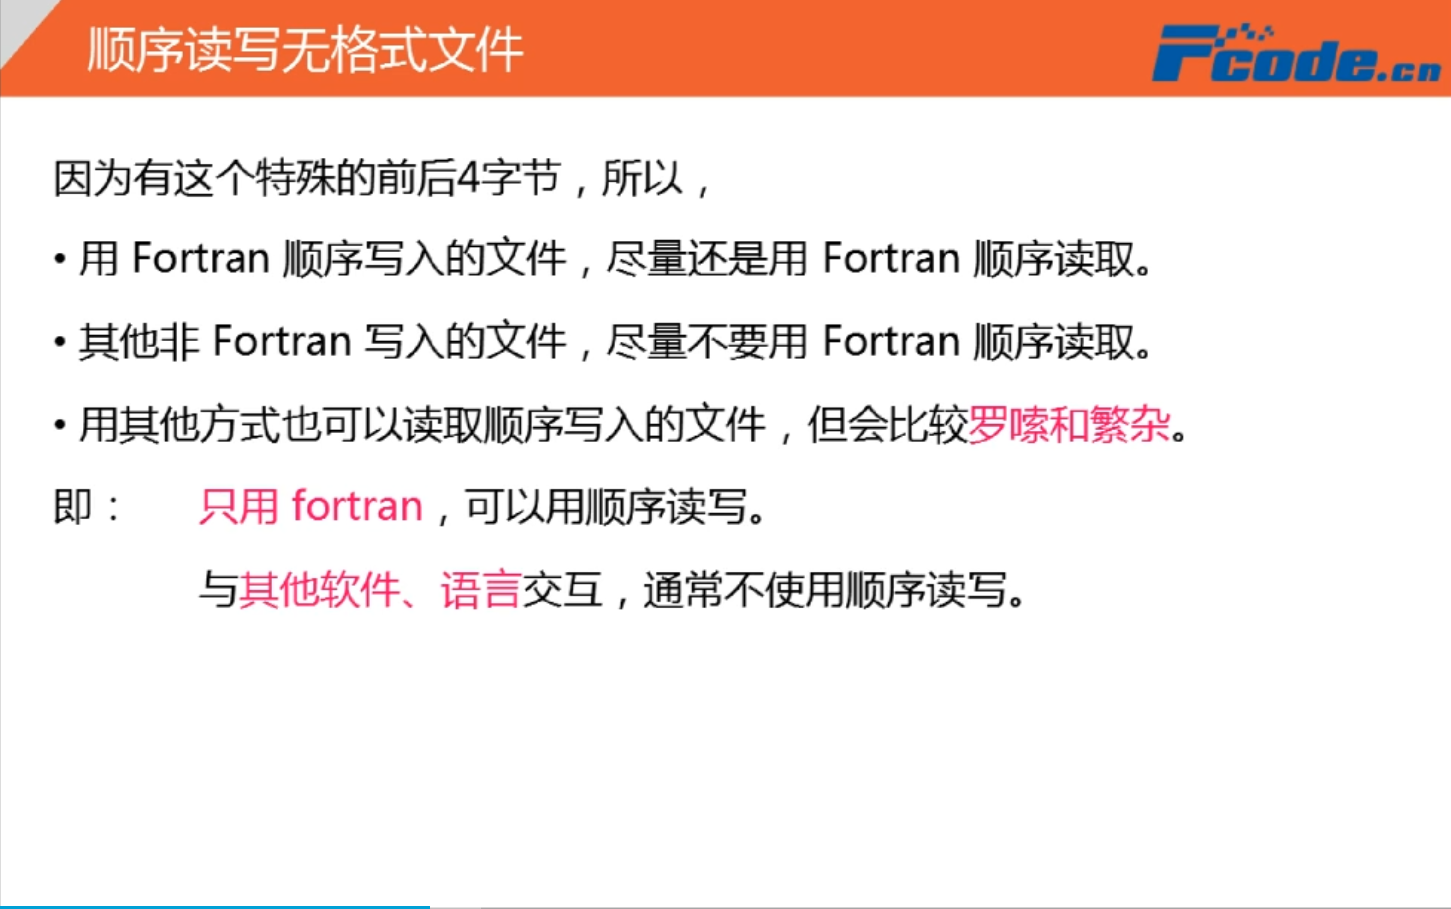 顺序读写无格式文件
Fcode.cn
因为有这个特殊的前后4字节，所以，
• 用 Fortran 顺序写入的文件，尽量还是用 Fortran 顺序读取。
• 其他非 Fortran 写入的文件，尽量不要用 Fortran 顺序读取。
• 用其他方式也可以读取顺序写入的文件，但会比较罗嗦和繁杂。
即： 只用 fortran，可以用顺序读写。
与其他软件、语言交互，通常不使用顺序读写。